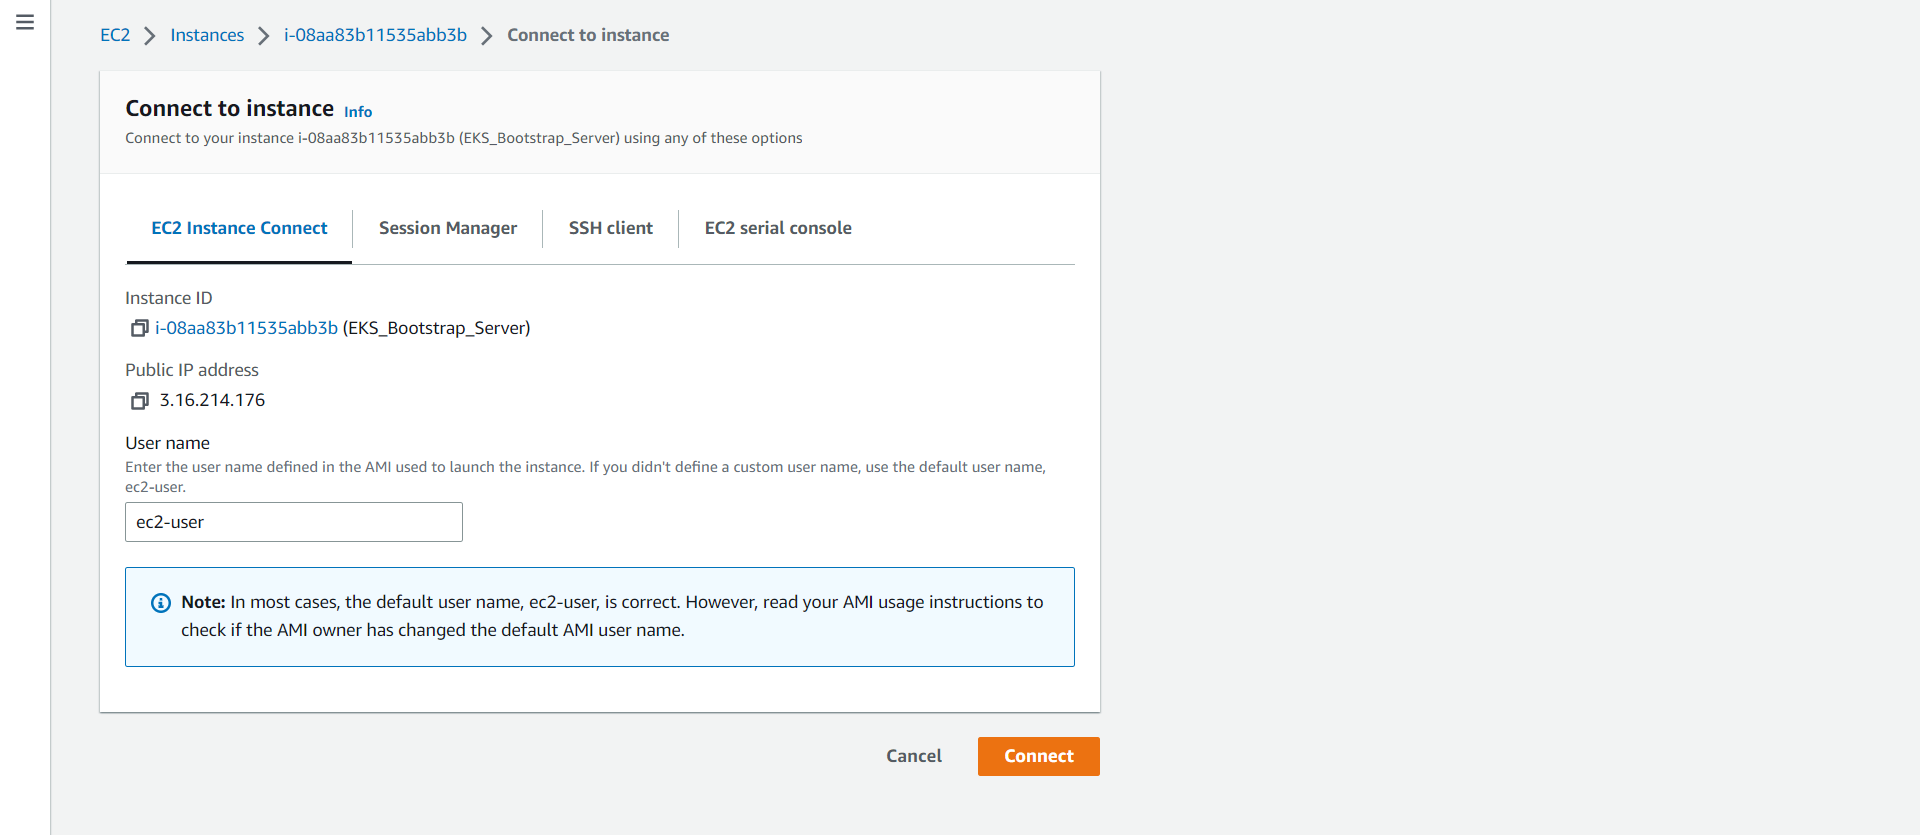 EC2 Instances i-08aa83b11535abb3b Connect to instance
Connect to instance Info
Connect to your instance i-08aa83b11535abb3b (EKS_Bootstrap_Server) using any of these options
EC2 Instance Connect Session Manager SSH client EC2 serial console
Instance ID
i-08aa83b11535abb3b (EKS_Bootstrap_Server)
Public IP address
3.16.214.176
User name
Enter the user name defined in the AMI used to launch the instance. If you didn't define a custom user name, use the default user name,
ec2-user.
ec2-user
Note: In most cases, the default user name, ec2-user, is correct. However, read your AMI usage instructions to
check if the AMI owner has changed the default AMI user name.
Cancel Connect